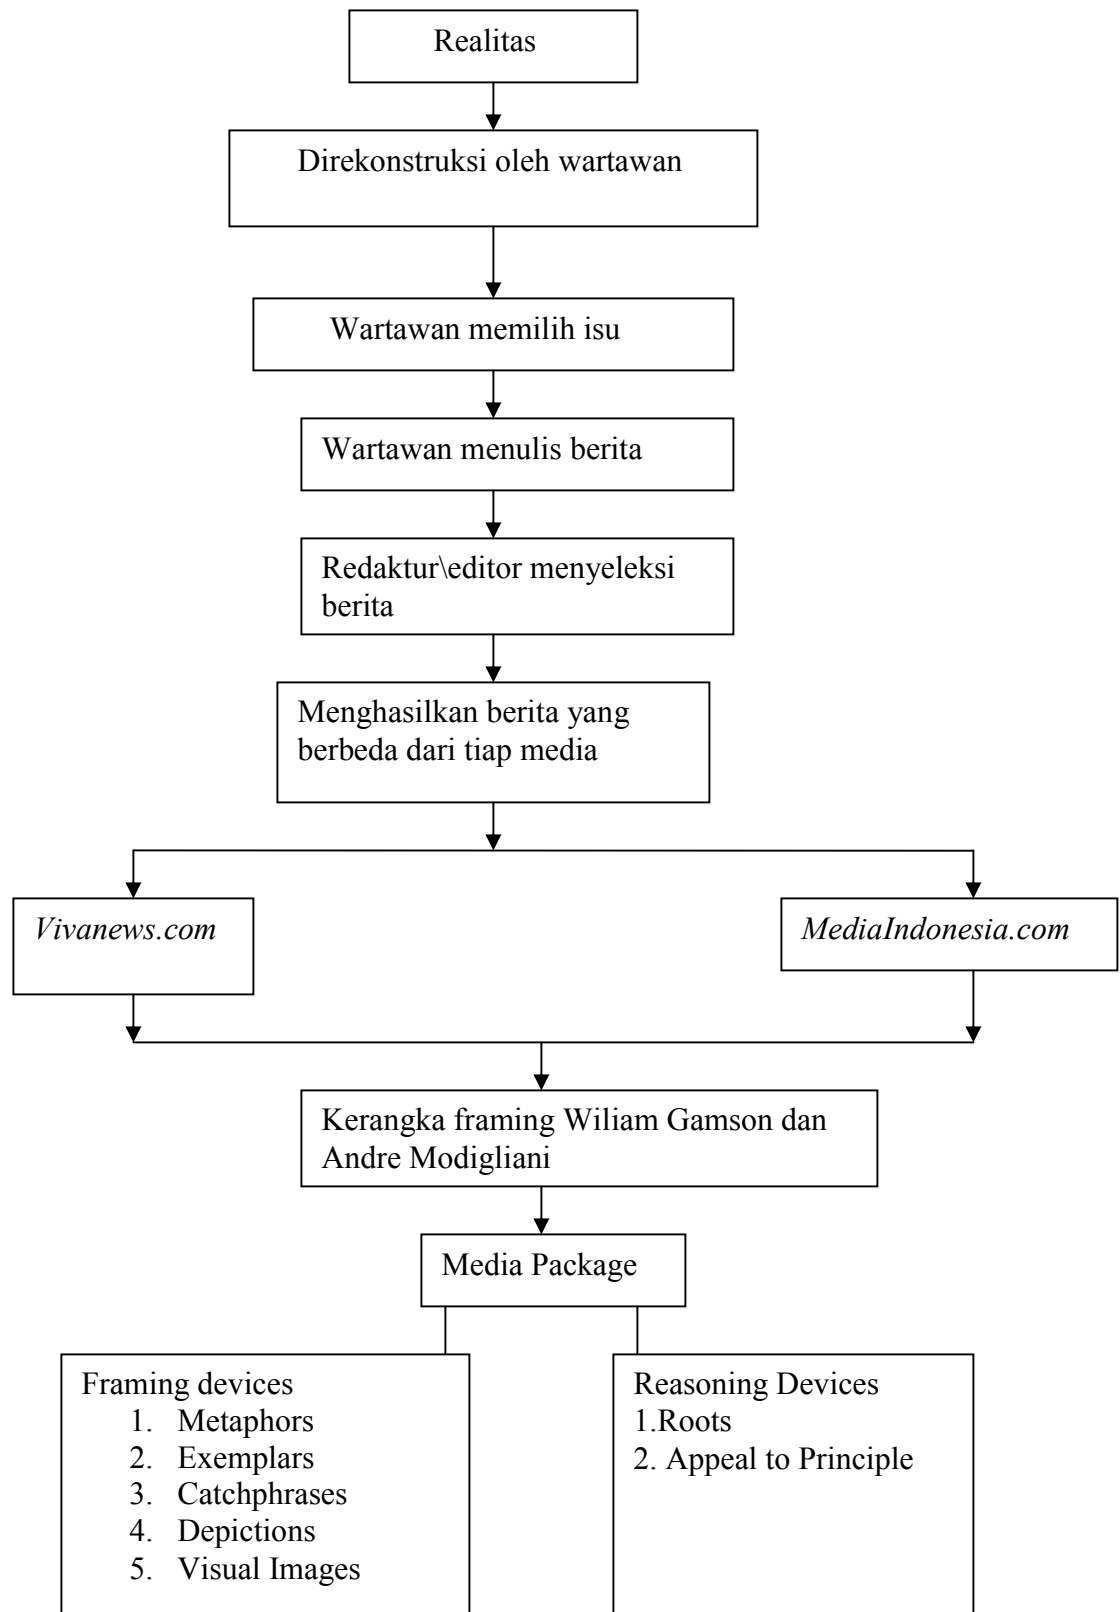 Realitas
Direkonstruksi oleh wartawan
Wartawan memilih isu
Wartawan menulis berita
Redaktur\editor menyeleksi
berita
Menghasilkan berita yang
berbeda dari tiap media
Vivanews.com
MediaIndonesia.com
Kerangka framing Wiliam Gamson dan
Andre Modigliani
Media Package
Framing devices
1. Metaphors
2. Exemplars
3. Catchphrases
4. Depictions
5. Visual Images
Reasoning Devices
1.Roots
2. Appeal to Principle